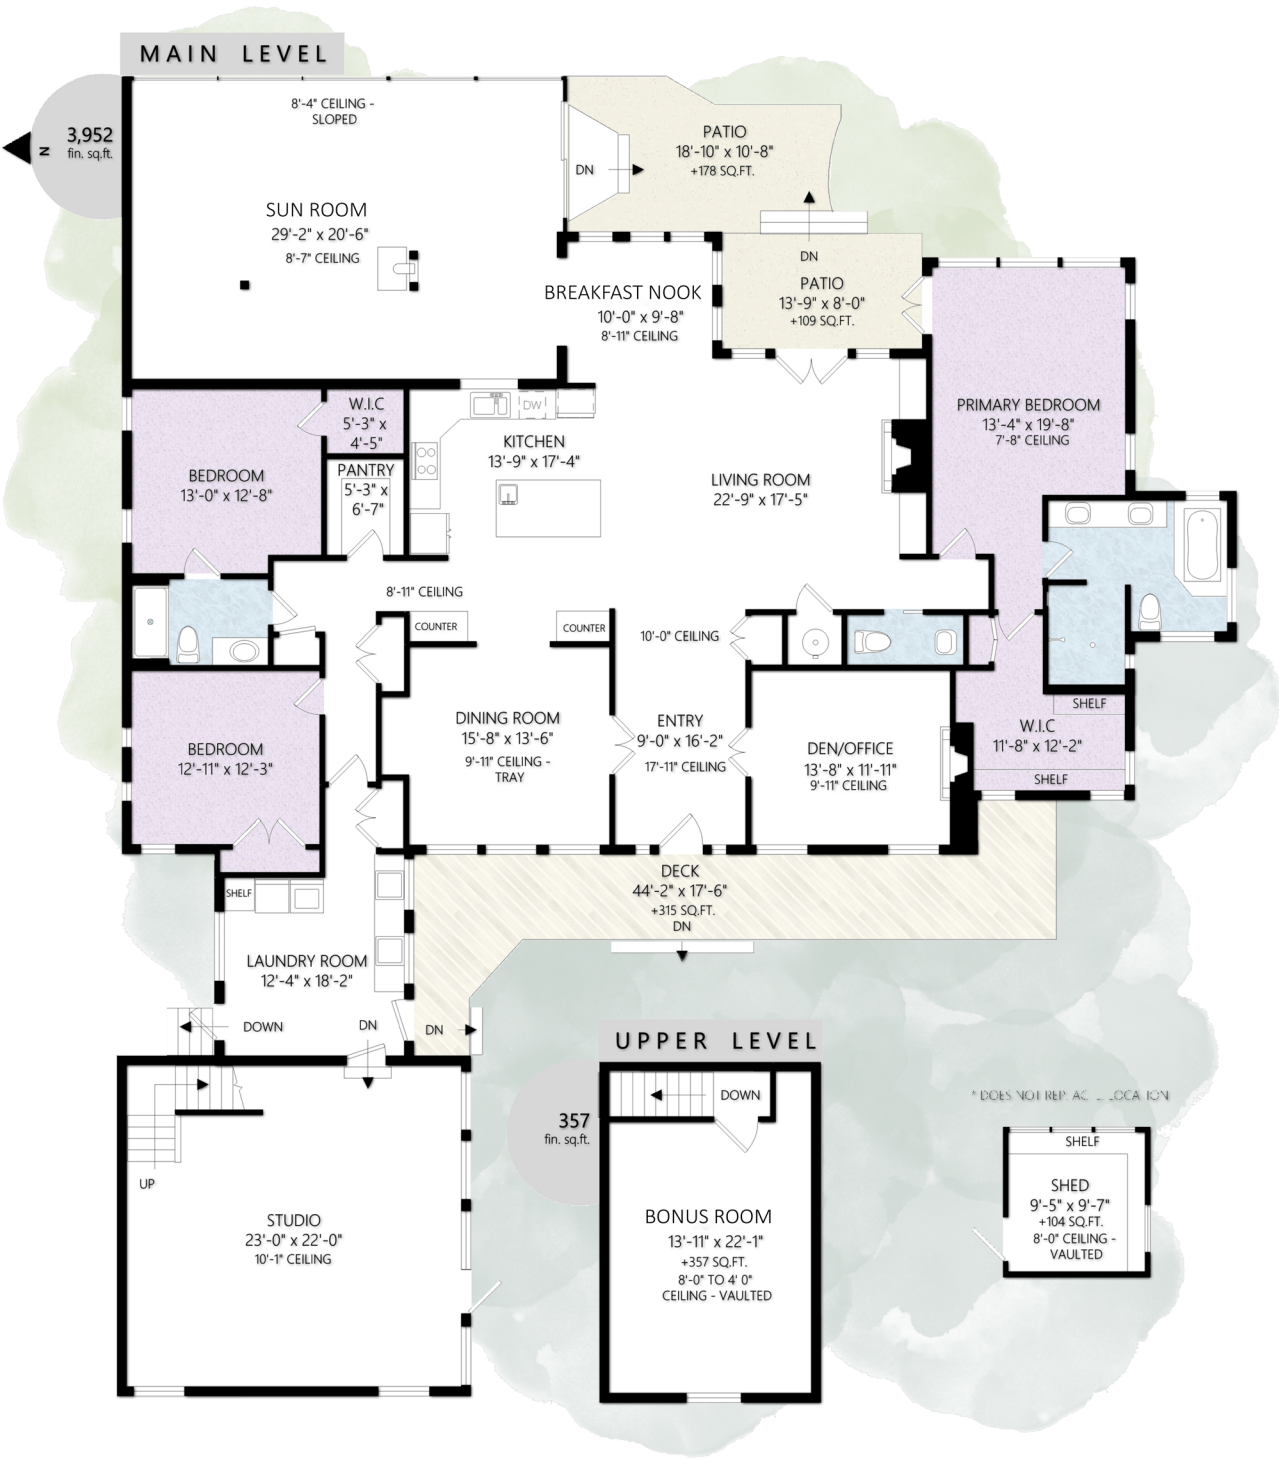 MAIN LEVEL
3,952
fin. sq.ft.
N
8'-4" CEILING -
SLOPED
SUN ROOM
29'-2" x 20'-6"
8'-7" CEILING
DN
PATIO
18'-10" x 10'-8"
+178 SQ.FT.
DN
PATIO
13'-9" x 8'-0"
+109 SQ.FT.
BREAKFAST NOOK
10'-0" x 9'-8"
8'-11" CEILING
PRIMARY BEDROOM
13'-4" x 19'-8"
7'-8" CEILING
W.I.C
5'-3" x
4'-5"
DW
KITCHEN
13'-9" x 17'-4"
BEDROOM
13'-0" x 12'-8"
PANTRY
5'-3" x
6'-7"
LIVING ROOM
22'-9" x 17'-5"
8'-11" CEILING
COUNTER
COUNTER
10'-0" CEILING
BEDROOM
12'-11" x 12'-3"
DINING ROOM
15'-8" x 13'-6"
9'-11" CEILING -
TRAY
ENTRY
9'-0" x 16'-2"
17'-11" CEILING
DEN/OFFICE
13'-8" x 11'-11"
9'-11" CEILING
SHELF
W.I.C
11'-8" x 12'-2"
SHELF
DECK
44'-2" x 17'-6"
+315 SQ.FT.
DN
SHELF
LAUNDRY ROOM
12'-4" x 18'-2"
DOWN
DN
DN
UP
STUDIO
23'-0" x 22'-0"
10'-1" CEILING
UPPER LEVEL
357
fin. sq.ft.
DOWN
BONUS ROOM
13'-11" x 22'-1"
+357 SQ.FT.
8'-0" TO 4' 0"
CEILING - VAULTED
* DOES NOT LOCATION
SHELF
SHED
9'-5" x 9'-7"
+104 SQ.FT.
8'-0" CEILING -
VAULTED